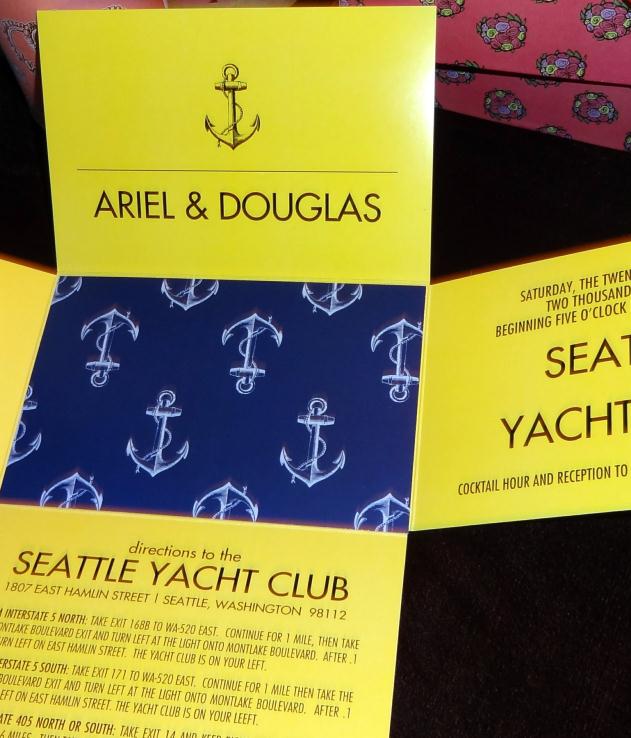 ARIEL & DOUGLAS
SATURDAY, THE
TWO THOUSAND
BEGINNING FIVE O'CLOCK
YACHT
COCKTAIL HOUR AND RECEPTION TO
directions to the
SEATTLE YACHT CLUB
1807 EAST HAMLIN STREET | SEATTLE, WASHINGTON 98112
INTERSTATE 5 NORTH: TAKE EXIT 168B TO WA-520 EAST. CONTINUE FOR 1 MILE, THEN TAKE
BOULEVARD EXIT AND TURN LEFT AT THE LIGHT ONTO MONTLAKE BOULEVARD. AFTER .1
TURN LEFT ON EAST HAMLIN STREET. THE YACHT CLUB IS ON YOUR LEFT.
5 SOUTH: TAKE EXIT 171 TO WA-520 EAST. CONTINUE FOR 1 MILE THEN TAKE THE
BOULEVARD EXIT AND TURN LEFT AT THE LIGHT ONTO MONTLAKE BOULEVARD. AFTER .1
LEFT ON EAST HAMLIN STREET. THE YACHT CLUB IS ON YOUR LEEFT.
405 NORTH OR SOUTH: TAKE EXIT 14 AND KEEP